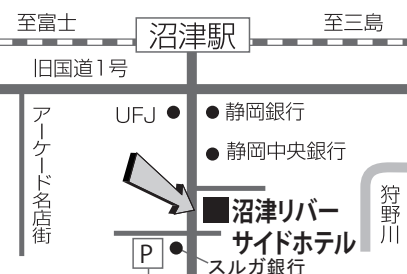 至富士
沼津駅
至三島
旧国道1号
アーケード名店街
UFJ
静岡銀行
静岡中央銀行
沼津リバー
サイドホテル
狩野川
P
スルガ銀行